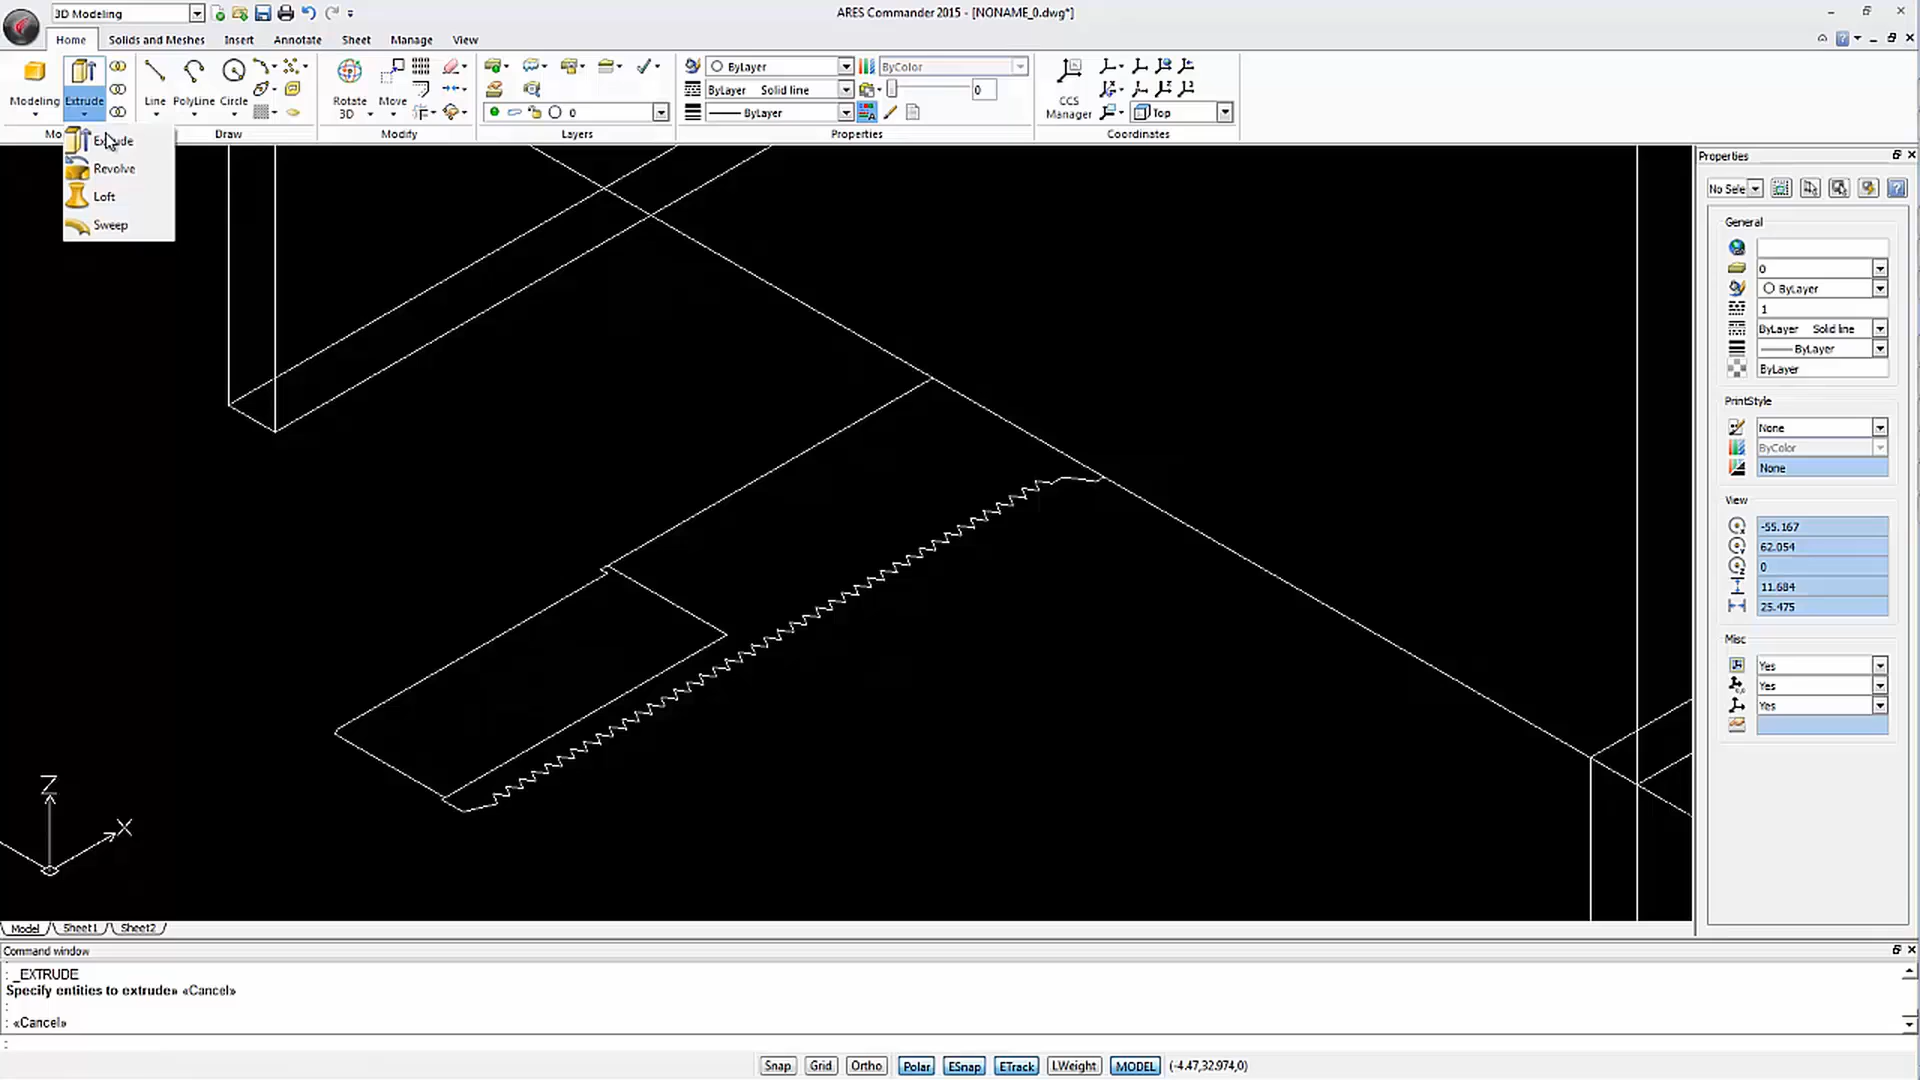 3D Modeling
ARES Commander 2015 - [NONAME_0.dwg*]
Home
Solids and Meshes
Insert
Annotate
Sheet
Manage
View
Modeling
Extrude
Line
PolyLine
Circle
Rotate 3D
Move
0
ByLayer
ByLayer Solid line
ByLayer
ByColor
0
CCS Manager
Top
Draw
Modify
Layers
Properties
Coordinates
Extrude
Revolve
Loft
Sweep
Properties
No Sele
General
0
ByLayer
1
ByLayer Solid line
ByLayer
ByLayer
PrintStyle
None
ByColor
None
View
-55.167
62.054
0
11.684
25.475
Misc
Yes
Yes
Yes
Z
X
Model
Sheet1
Sheet2
Command window
: _EXTRUDE
Specify entities to extrude» «Cancel»
:
: «Cancel»
:
Snap
Grid
Ortho
Polar
ESnap
ETrack
LWeight
MODEL
(-4.47,32.974,0)